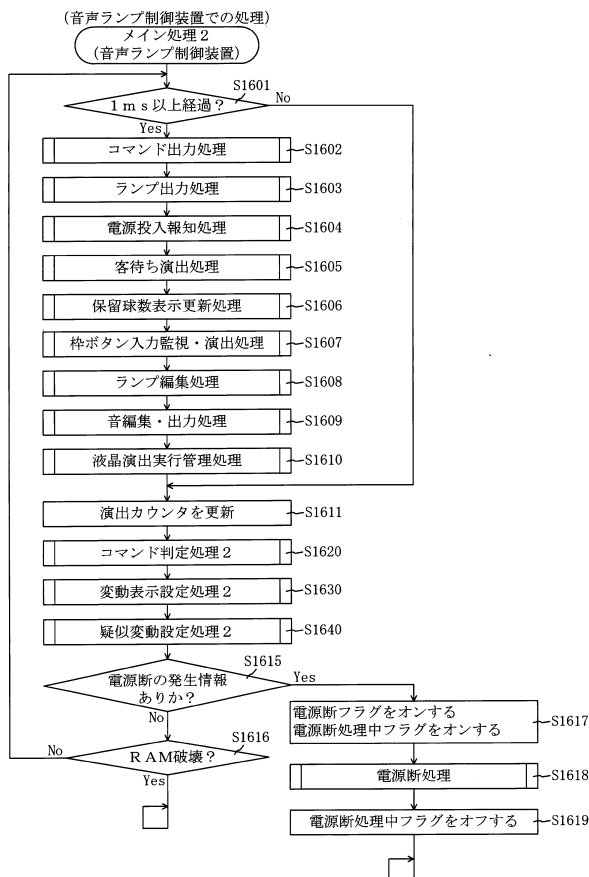 (音声ランプ制御装置での処理)
メイン処理2
(音声ランプ制御装置)
S1601
1ms以上経過?
No
Yes
コマンド出力処理
S1602
ランプ出力処理
S1603
電源投入報知処理
S1604
客待ち演出処理
S1605
保留球数表示更新処理
S1606
枠ボタン入力監視・演出処理
S1607
ランプ編集処理
S1608
音編集・出力処理
S1609
液晶演出実行管理処理
S1610
演出カウンタを更新
S1611
コマンド判定処理2
S1620
変動表示設定処理2
S1630
疑似変動設定処理2
S1640
S1615
電源断の発生情報
ありか?
Yes
No
電源断フラグをオンする
電源断処理中フラグをオンする
S1617
S1616
RAM破壊?
No
Yes
電源断処理
S1618
電源断処理中フラグをオフする
S1619